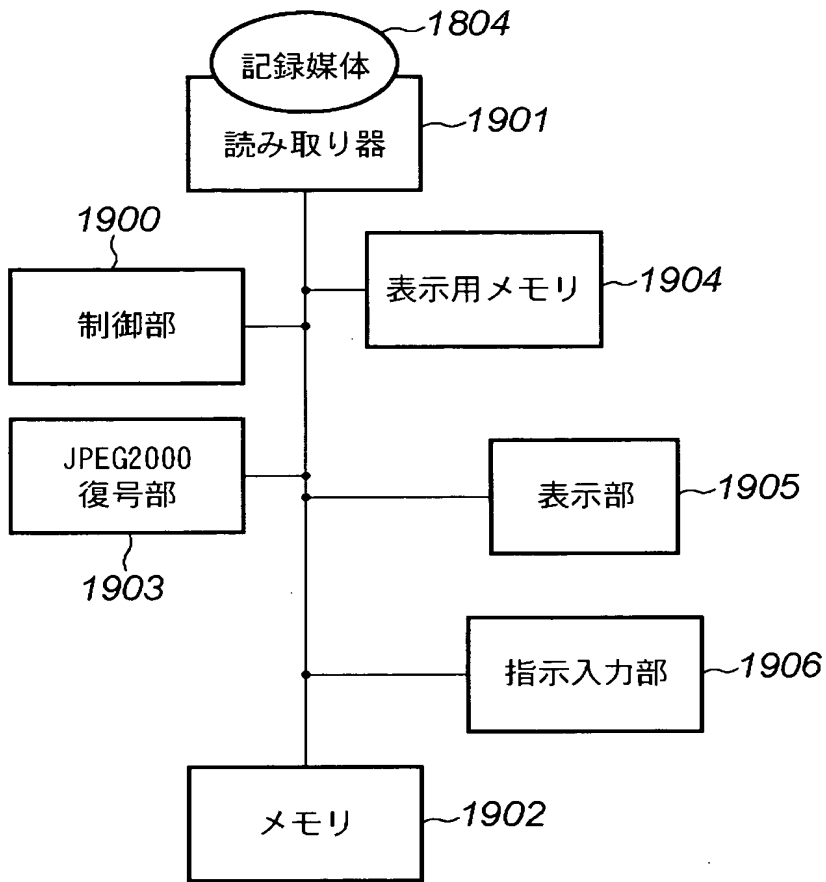 1804
記録媒体
1901
読み取り器
1900
表示用メモリ
1904
制御部
JPEG2000
復号部
1903
表示部
1905
指示入力部
1906
メモリ
1902